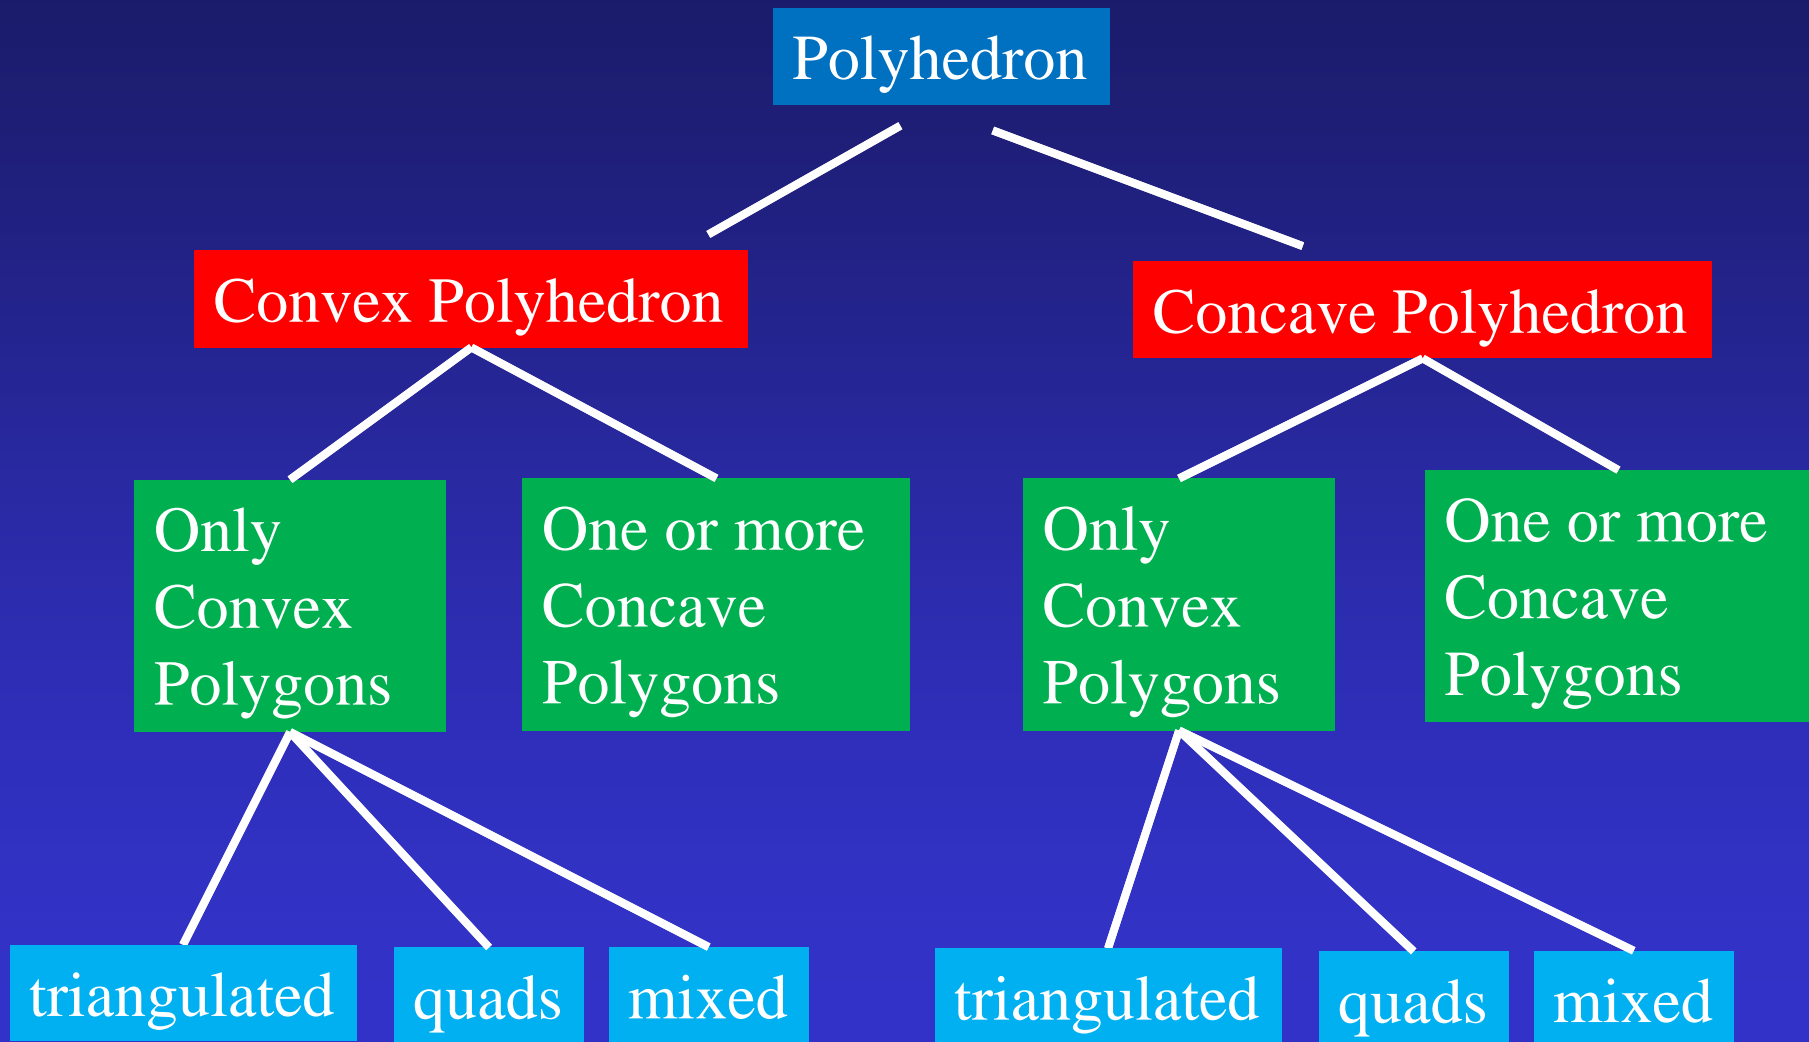 Polyhedron
Convex Polyhedron
Concave Polyhedron
Only
Convex
Polygons
One or more
Concave
Polygons
Only
Convex
Polygons
One or more
Concave
Polygons
triangulated
quads
mixed
triangulated
quads
mixed